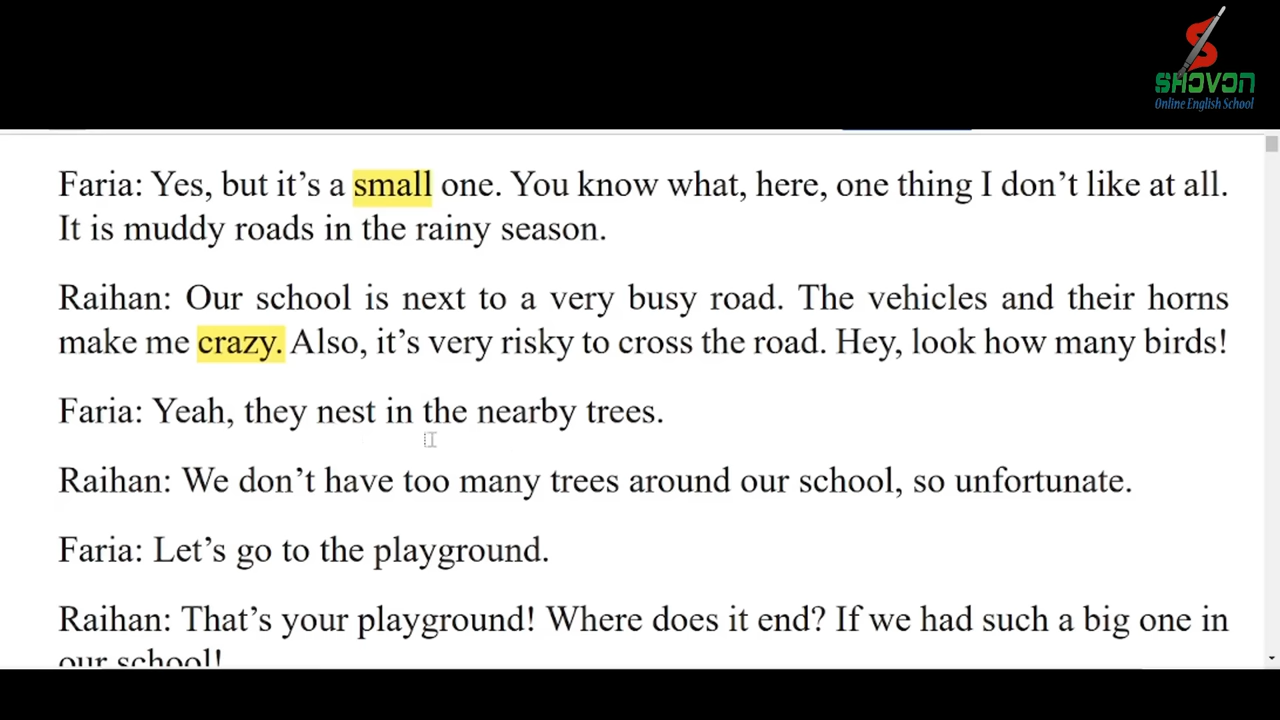 SHOVON
Online English School
Faria: Yes, but it’s a small one. You know what, here, one thing I don’t like at all.
It is muddy roads in the rainy season.
Raihan: Our school is next to a very busy road. The vehicles and their horns
make me crazy. Also, it’s very risky to cross the road. Hey, look how many birds!
Faria: Yeah, they nest in the nearby trees.
Raihan: We don’t have too many trees around our school, so unfortunate.
Faria: Let’s go to the playground.
Raihan: That’s your playground! Where does it end? If we had such a big one in
our school!